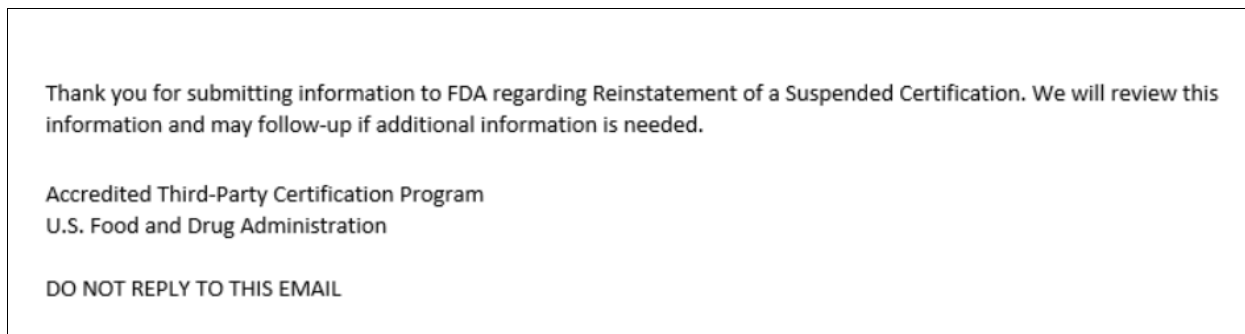 Thank you for submitting information to FDA regarding Reinstatement of a Suspended Certification. We will review this
information and may follow-up if additional information is needed.
Accredited Third-Party Certification Program
U.S. Food and Drug Administration
DO NOT REPLY TO THIS EMAIL